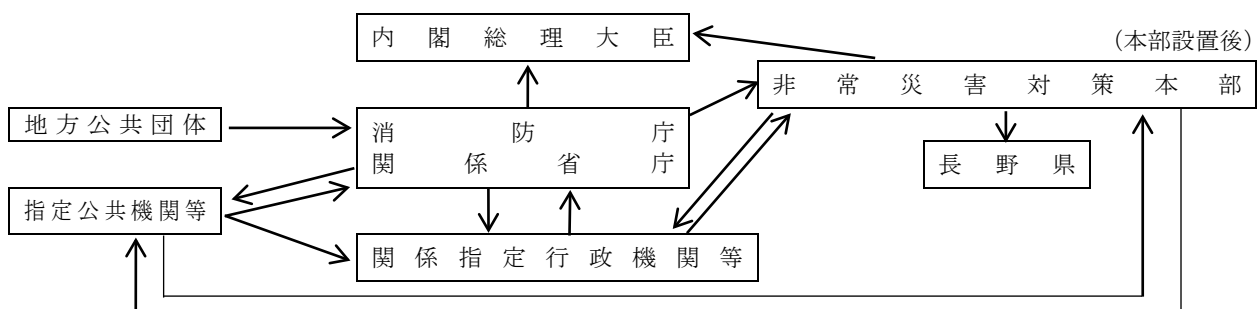 内閣総理大臣
(本部設置後)
非常災害対策本部
地方公共団体
消防庁
関係省庁
長野県
指定公共機関等
関係指定行政機関等